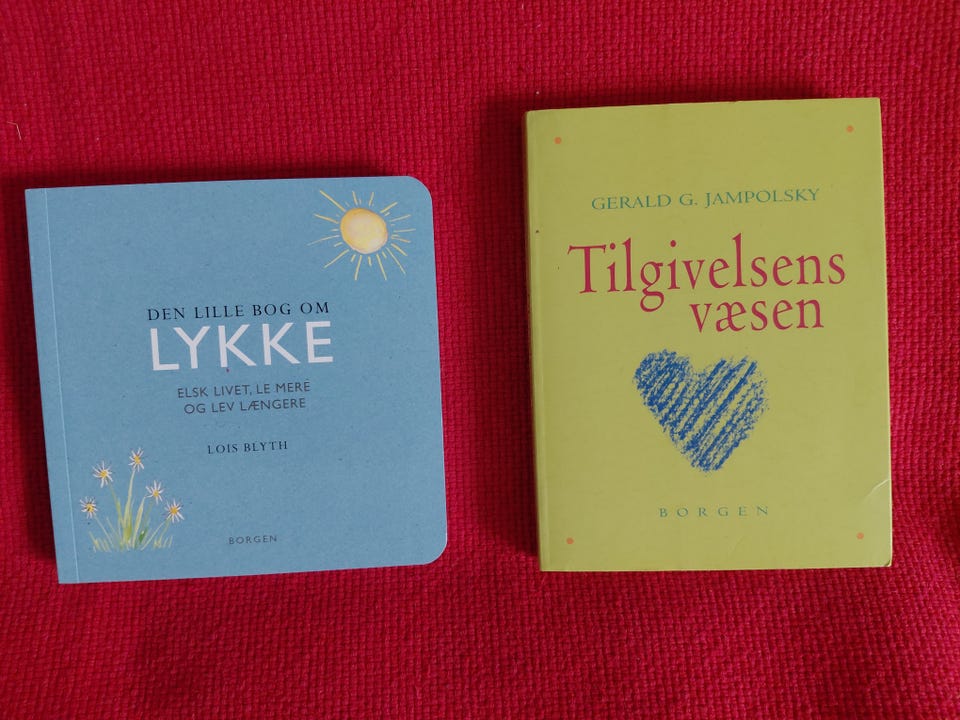 DEN LILLE BOG OM
LYKKE
ELSK LIVET, LE MERE
OG LEV LÆNGERE
LOIS BLYTH
BORGEN
GERALD G. JAMPOLSKY
Tilgivelsens
væsen
BORGEN